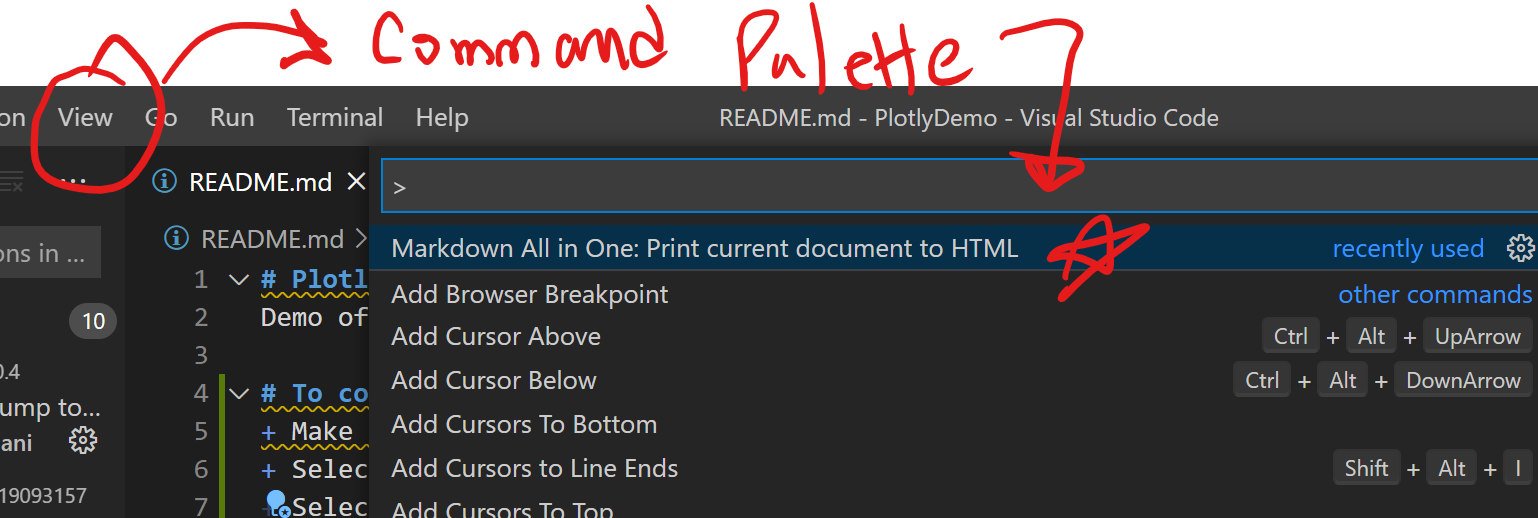 Command Palette
on View Go Run Terminal Help README.md - PlotlyDemo - Visual Studio Code
README.md
>
README.md >
Markdown All in One: Print current document to HTML recently used
ons in ...
1 # Plotl
Add Browser Breakpoint other commands
10
2 Demo of
Add Cursor Above Ctrl + Alt + UpArrow
3
0.4
Add Cursor Below Ctrl + Alt + DownArrow
4 # To co
ump to...
Add Cursors To Bottom
5 + Make
ani
Add Cursors to Line Ends Shift + Alt + I
6 + Selec
19093157
7 + Selec
Add Cursors To Top